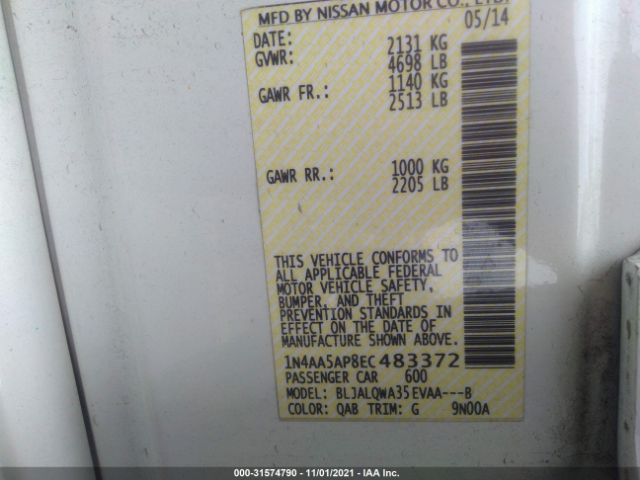 MFD BY NISSAN MOTOR CO., LTD.
DATE: 05/14
GVWR: 2131 KG
4698 LB
GAWR FR.: 1140 KG
2513 LB
GAWR RR.: 1000 KG
2205 LB
THIS VEHICLE CONFORMS TO
ALL APPLICABLE FEDERAL
MOTOR VEHICLE SAFETY,
BUMPER, AND THEFT
PREVENTION STANDARDS IN
EFFECT ON THE DATE OF
MANUFACTURE SHOWN ABOVE.
1N4AA5AP8EC483372
PASSENGER CAR 600
MODEL: BLJALQWA35EVAA---B
COLOR: QAB TRIM: G 9N00A
000-31574790 - 11/01/2021 - IAA Inc.